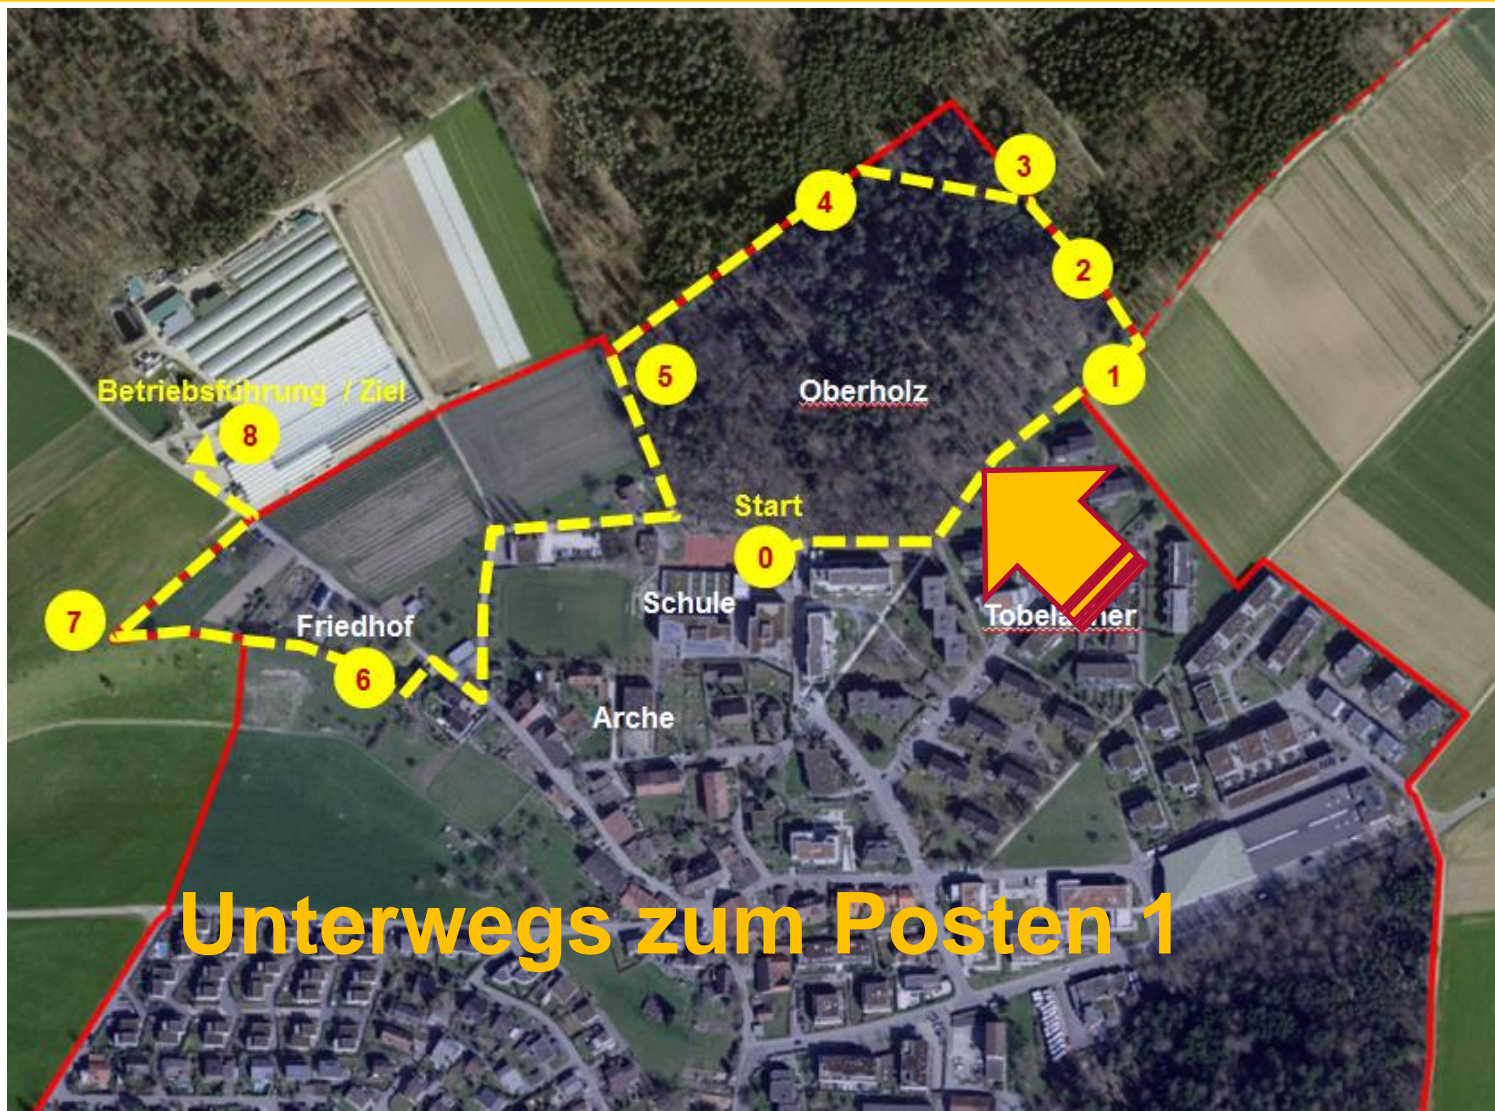 3
4
2
1
5
Oberholz
Betriebsführung / Ziel
8
Start
0
Schule
Tobelacher
7
Friedhof
6
Arche
Unterwegs zum Posten 1